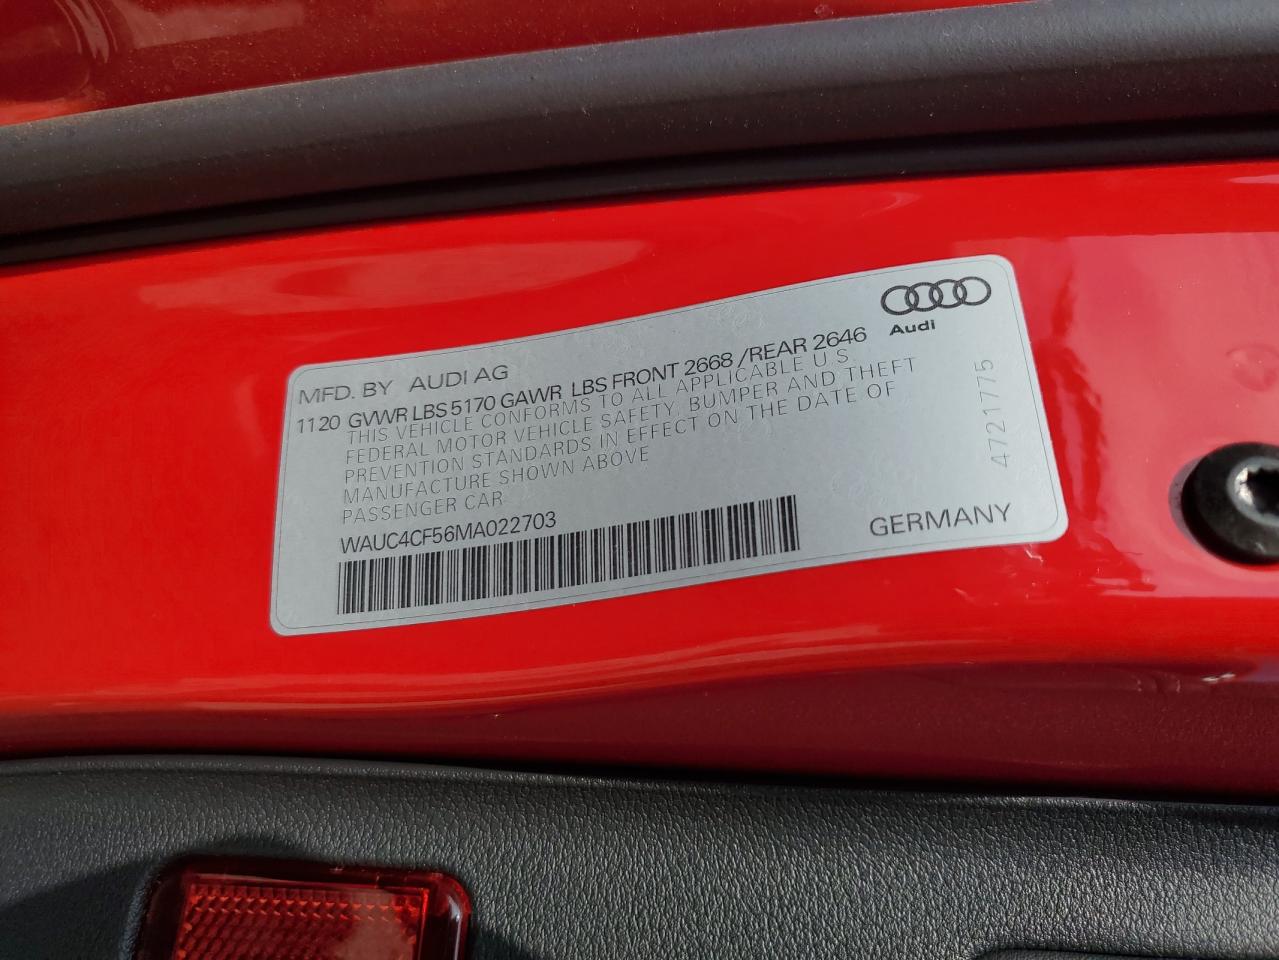 Audi
MFD. BY AUDI AG
1120 GVWR LBS 5170 GAWR LBS FRONT 2668 /REAR 2646
THIS VEHICLE CONFORMS TO ALL APPLICABLE U.S.
FEDERAL MOTOR VEHICLE SAFETY, BUMPER AND THEFT
PREVENTION STANDARDS IN EFFECT ON THE DATE OF
MANUFACTURE SHOWN ABOVE
PASSENGER CAR
WAUC4CF56MA022703
GERMANY
4721775